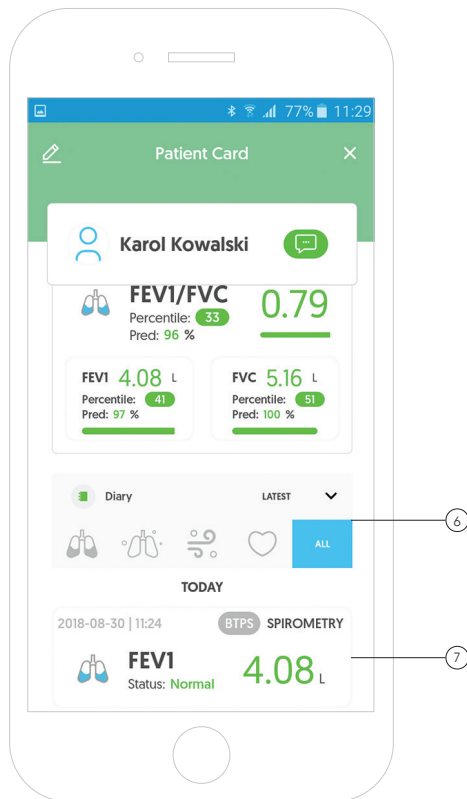 77% 11:29
Patient Card
Karol Kowalski
FEV1/FVC 0.79
Percentile: 33
Pred: 96 %
FEV1 4.08 L FVC 5.16 L
Percentile: 41 Percentile: 51
Pred: 97 % Pred: 100 %
Diary LATEST
6
ALL
TODAY
2018-08-30 | 11:24 BTPS SPIROMETRY
7
FEV1 4.08 L
Status: Normal